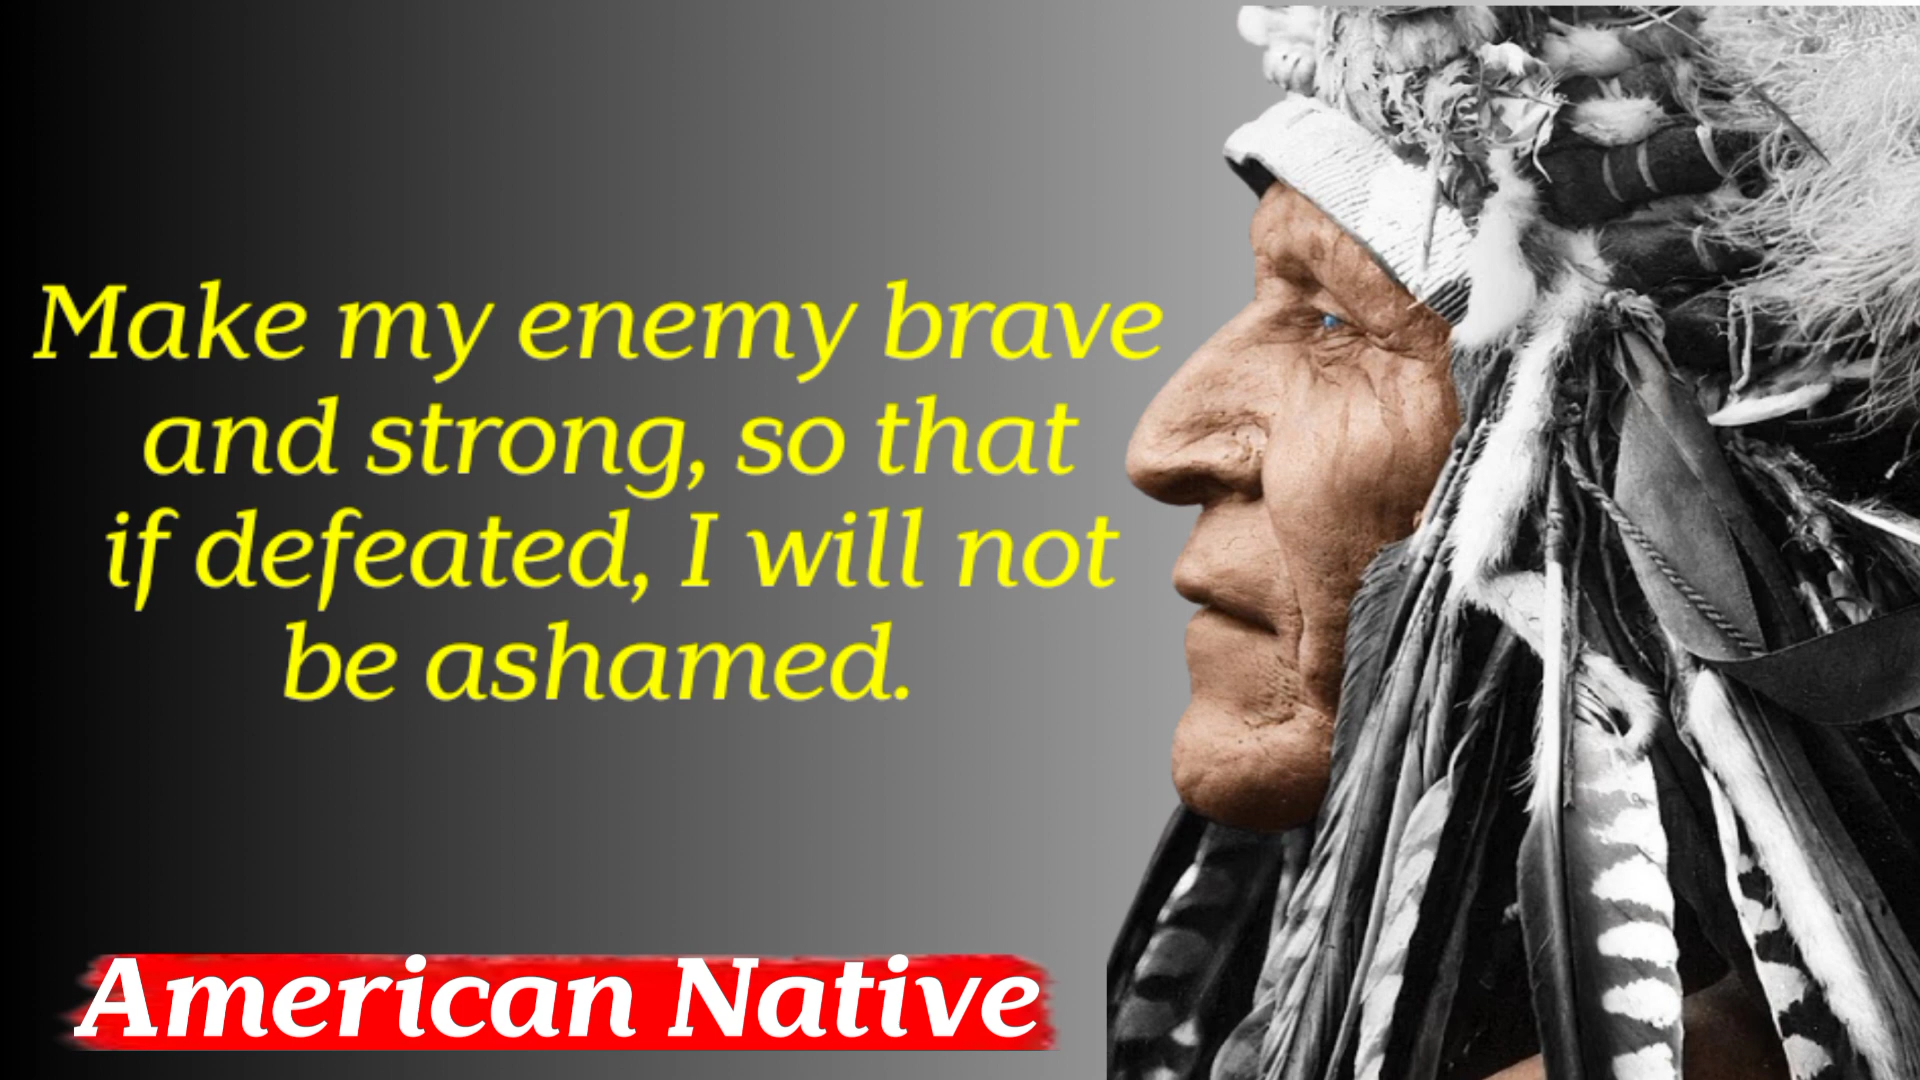 Make my enemy brave
and strong, so that
if defeated, I will not
be ashamed.
American Native